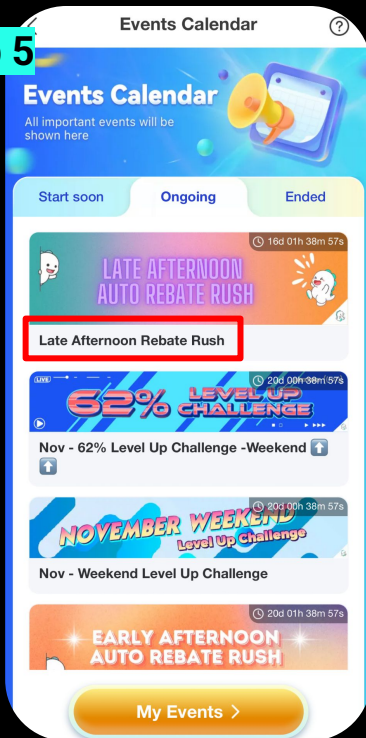 Events Calendar
5
Events Calendar
All important events will be
shown here
Start soon
Ongoing
Ended
16d 01h 38m 57s
LATE AFTERNOON
AUTO REBATE RUSH
Late Afternoon Rebate Rush
LIVE
20d 00h 38m 57s
62% LEVEL UP
CHALLENGE
Nov - 62% Level Up Challenge -Weekend ⬆️
⬆️
20d 00h 38m 57s
NOVEMBER WEEKEND
Level Up Challenge
Nov - Weekend Level Up Challenge
20d 01h 38m 57s
EARLY AFTERNOON
AUTO REBATE RUSH
My Events >